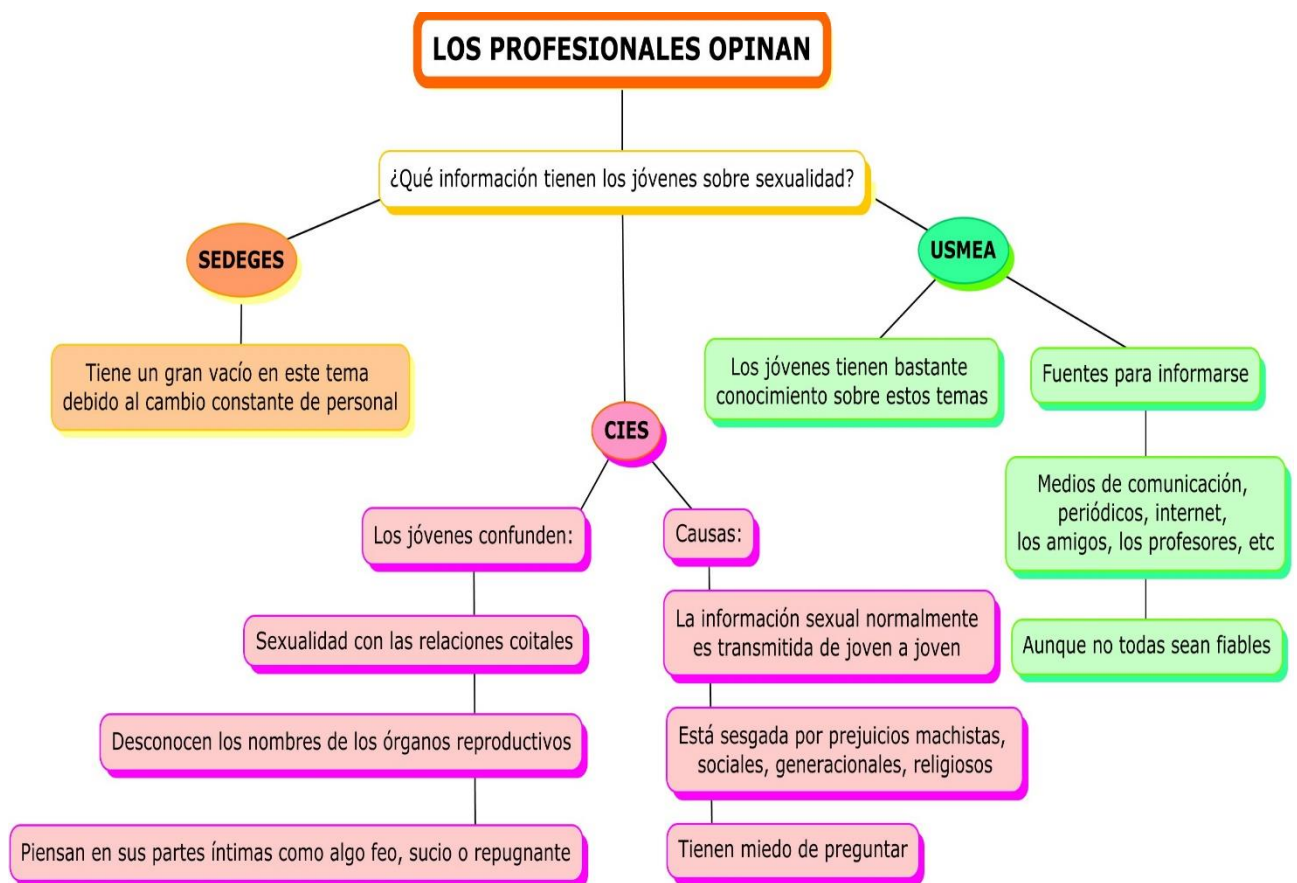 LOS PROFESIONALES OPINAN
¿Qué información tienen los jóvenes sobre sexualidad?
SEDEGES
Tiene un gran vacío en este tema
debido al cambio constante de personal
CIES
Los jóvenes confunden:
Sexualidad con las relaciones coitales
Desconocen los nombres de los órganos reproductivos
Piensan en sus partes íntimas como algo feo, sucio o repugnante
Causas:
La información sexual normalmente
es transmitida de joven a joven
Está sesgada por prejuicios machistas,
sociales, generacionales, religiosos
Tienen miedo de preguntar
USMEA
Los jóvenes tienen bastante
conocimiento sobre estos temas
Fuentes para informarse
Medios de comunicación,
periódicos, internet,
los amigos, los profesores, etc
Aunque no todas sean fiables